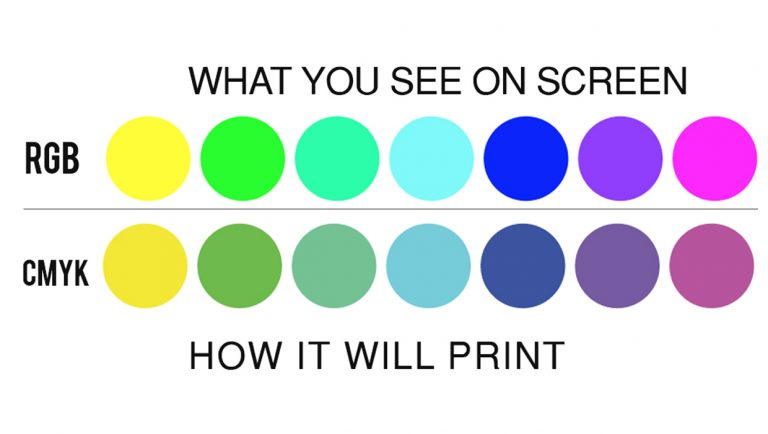 WHAT YOU SEE ON SCREEN
RGB
CMYK
HOW IT WILL PRINT